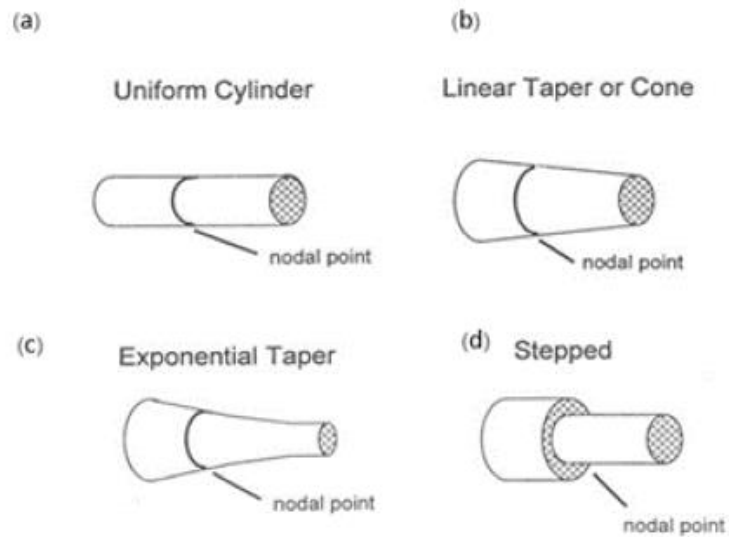 (a)
Uniform Cylinder
nodal point
(b)
Linear Taper or Cone
nodal point
(c)
Exponential Taper
nodal point
(d) Stepped
nodal point